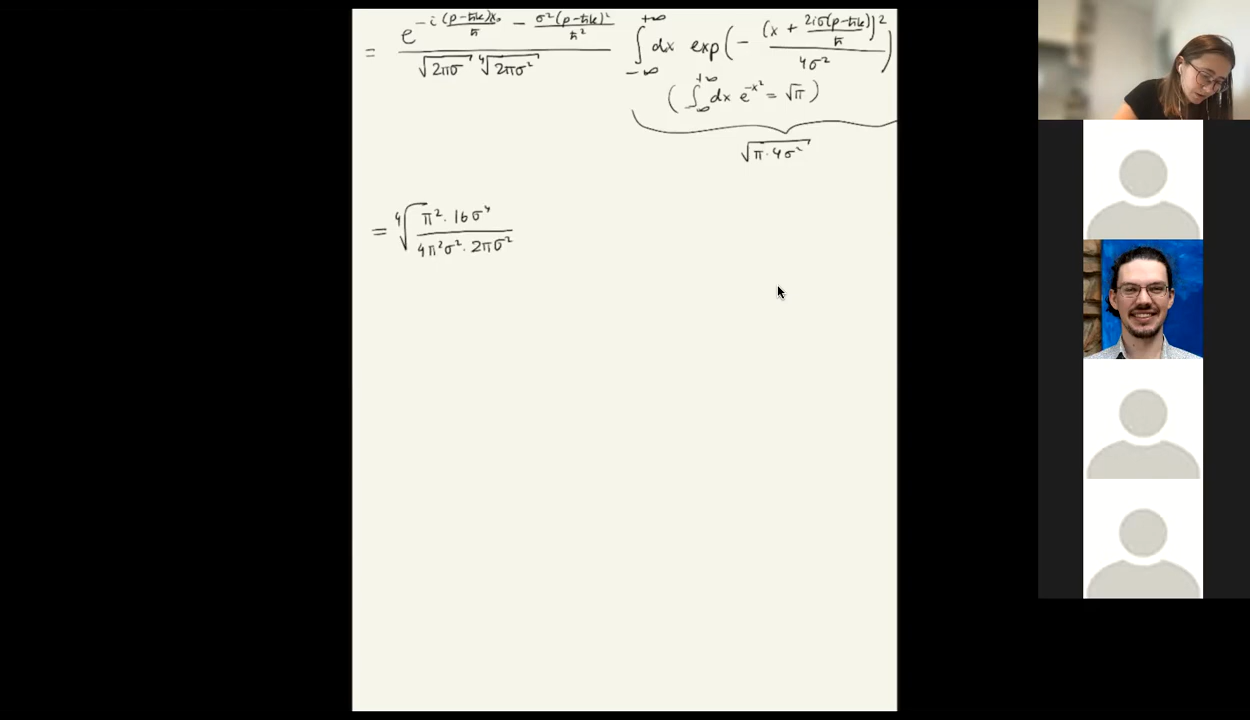 = e^{-i (p-ħk)x₀/ħ - σ²(p-ħk)²/ħ²} / (√(2πσ) ⁴√(2πσ²)) ∫_{-∞}^{+∞} dx exp(- (x + 2iσ(p-ħk)/ħ)² / 4σ²)
(∫_{-∞}^{+∞} dx e^{-x²} = √π)
√(π·4σ²)
= ⁴√(π²·16σ⁴ / (4π²σ²·2πσ²))